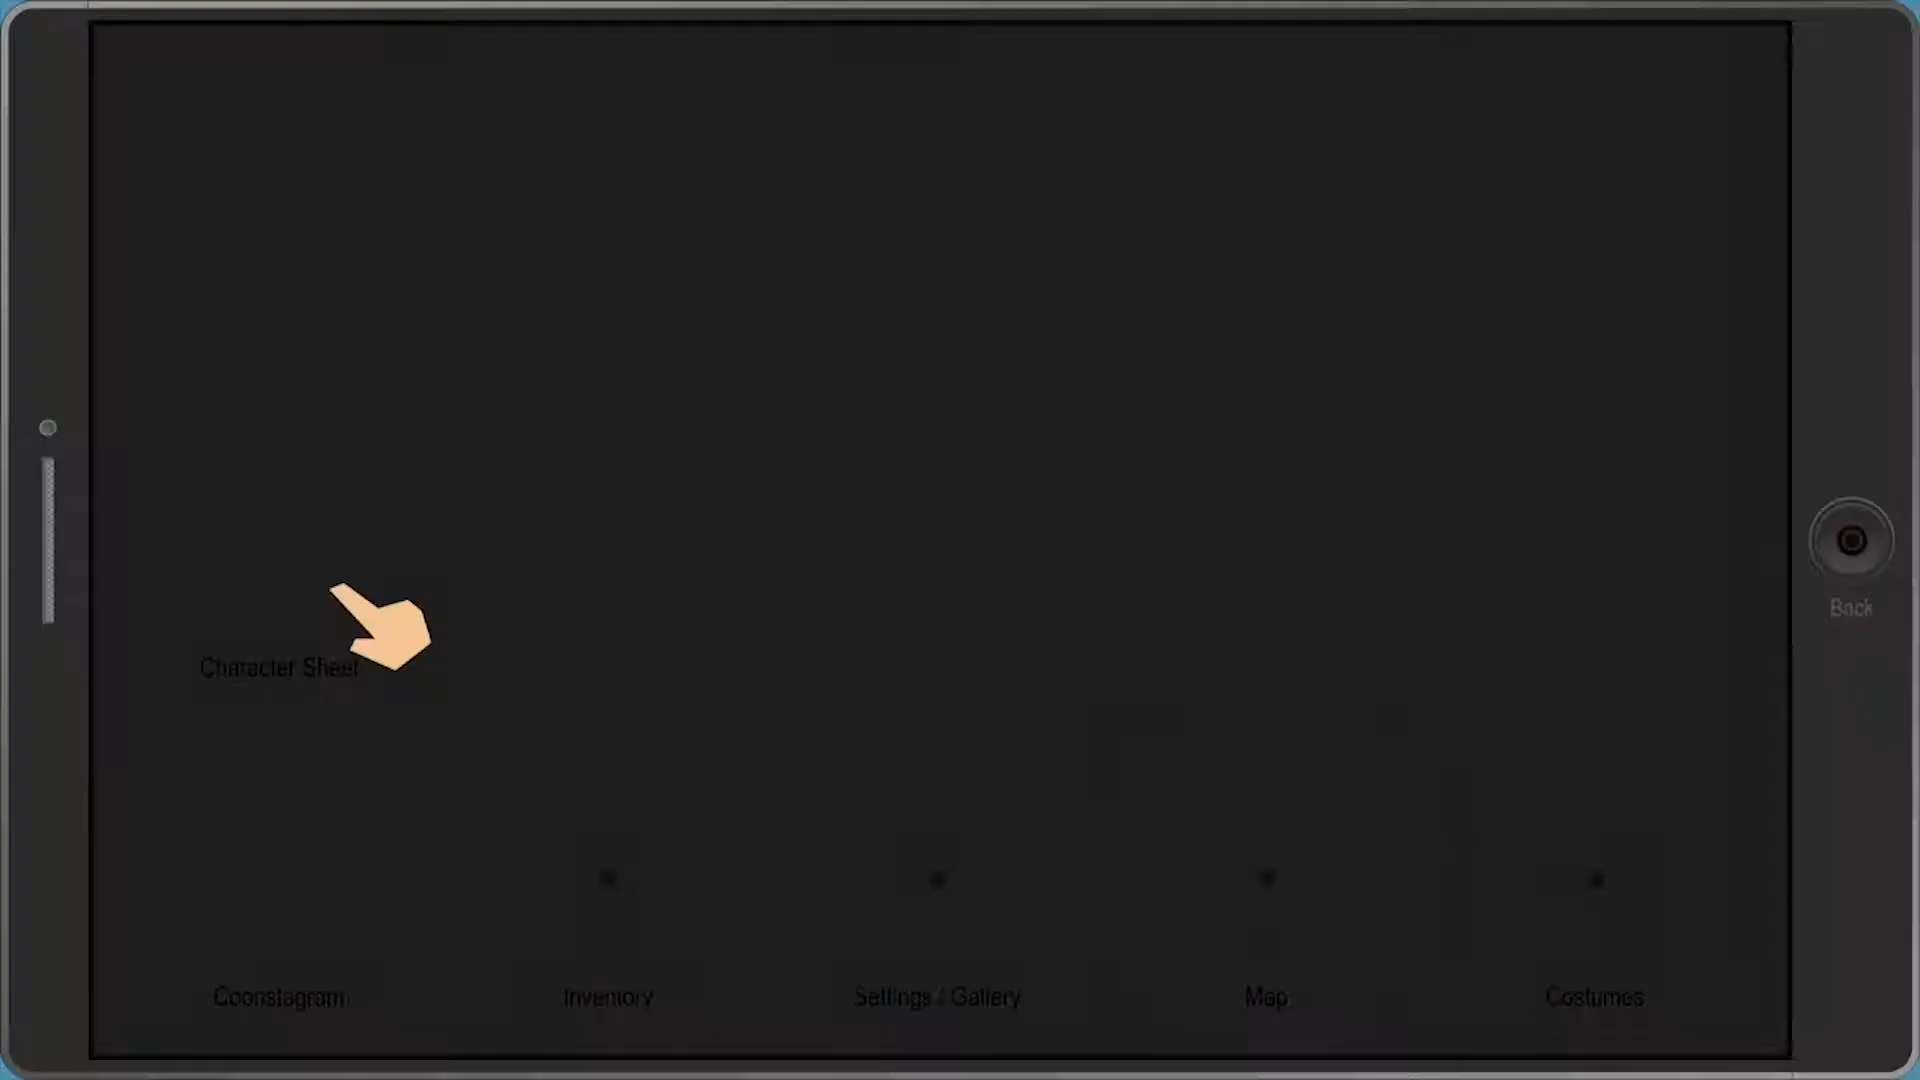 Back
Character Sheet
Coonstagram
Inventory
Settings / Gallery
Map
Costumes